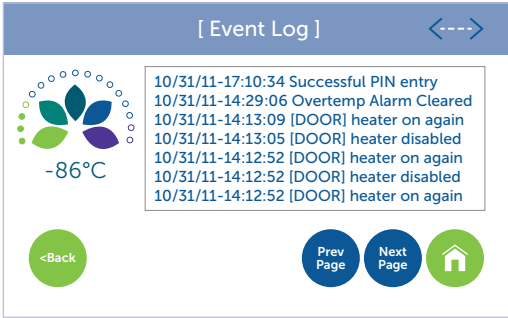 [ Event Log ]
<---->
10/31/11-17:10:34 Successful PIN entry
10/31/11-14:29:06 Overtemp Alarm Cleared
10/31/11-14:13:09 [DOOR] heater on again
10/31/11-14:13:05 [DOOR] heater disabled
10/31/11-14:12:52 [DOOR] heater on again
10/31/11-14:12:52 [DOOR] heater disabled
10/31/11-14:12:52 [DOOR] heater on again
-86°C
<Back
Prev
Page
Next
Page